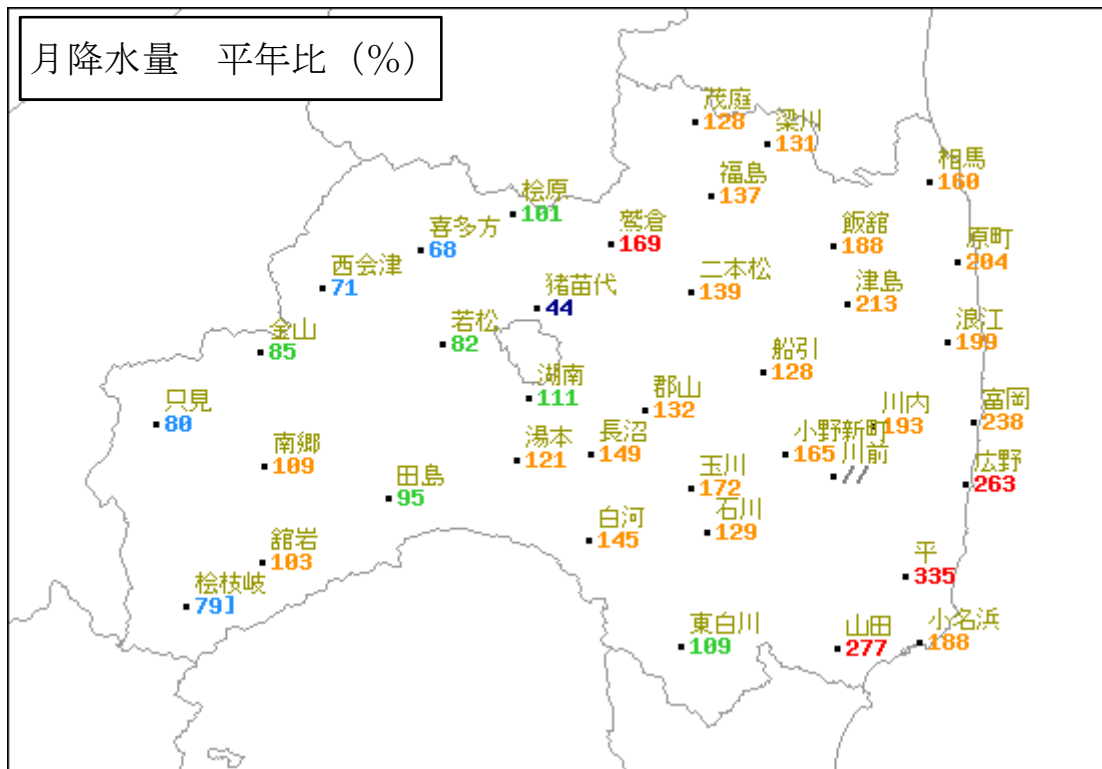 月降水量　平年比（％）
茂庭
128
梁川
131
相馬
160
福島
137
桧原
101
鷲倉
169
喜多方
68
飯舘
188
原町
204
西会津
71
二本松
139
津島
213
猪苗代
44
若松
82
浪江
199
金山
85
船引
128
湖南
111
郡山
132
只見
80
川内
193
富岡
238
南郷
109
湯本
121
長沼
149
小野新町
165
川前
//
田島
95
玉川
172
広野
263
白河
145
石川
129
舘岩
103
桧枝岐
79]
平
335
東白川
109
山田
277
小名浜
188